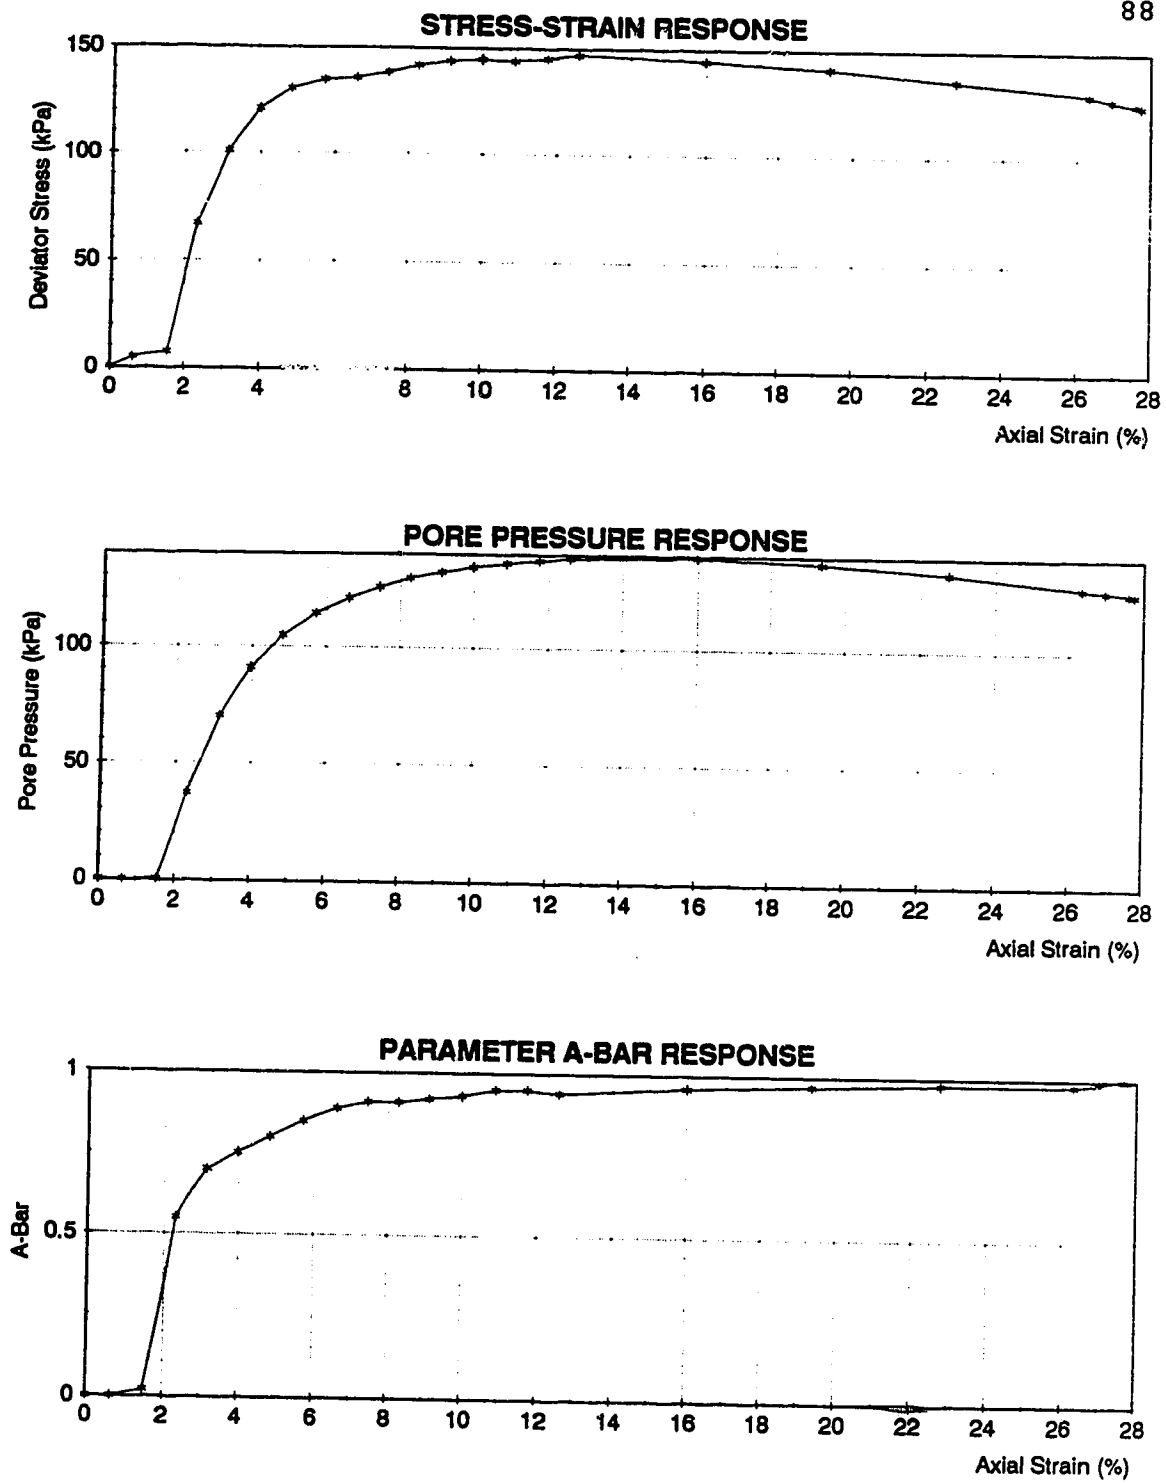 88
STRESS-STRAIN RESPONSE
150
100
50
0
Deviator Stress (kPa)
0 2 4 8 10 12 14 16 18 20 22 24 26 28
Axial Strain (%)
PORE PRESSURE RESPONSE
100
50
0
Pore Pressure (kPa)
0 2 4 6 8 10 12 14 16 18 20 22 24 26 28
Axial Strain (%)
PARAMETER A-BAR RESPONSE
1
0.5
0
A-Bar
0 2 4 6 8 10 12 14 16 18 20 22 24 26 28
Axial Strain (%)